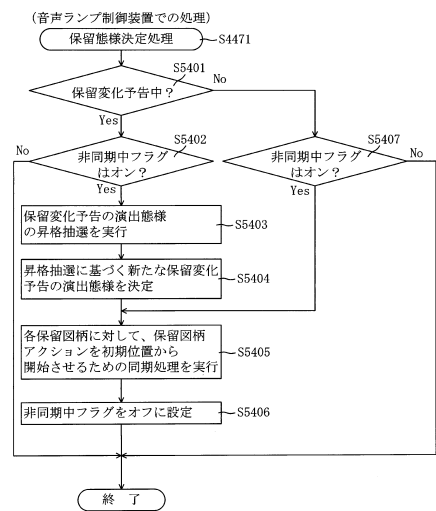 (音声ランプ制御装置での処理)
保留態様決定処理
S4471
S5401
保留変化予告中?
No
Yes
S5402
S5407
No
非同期中フラグ
はオン?
非同期中フラグ
はオン?
No
Yes
Yes
保留変化予告の演出態様
の昇格抽選を実行
S5403
昇格抽選に基づく新たな保留変化
予告の演出態様を決定
S5404
各保留図柄に対して、保留図柄
アクションを初期位置から
開始させるための同期処理を実行
S5405
非同期中フラグをオフに設定
S5406
終 了